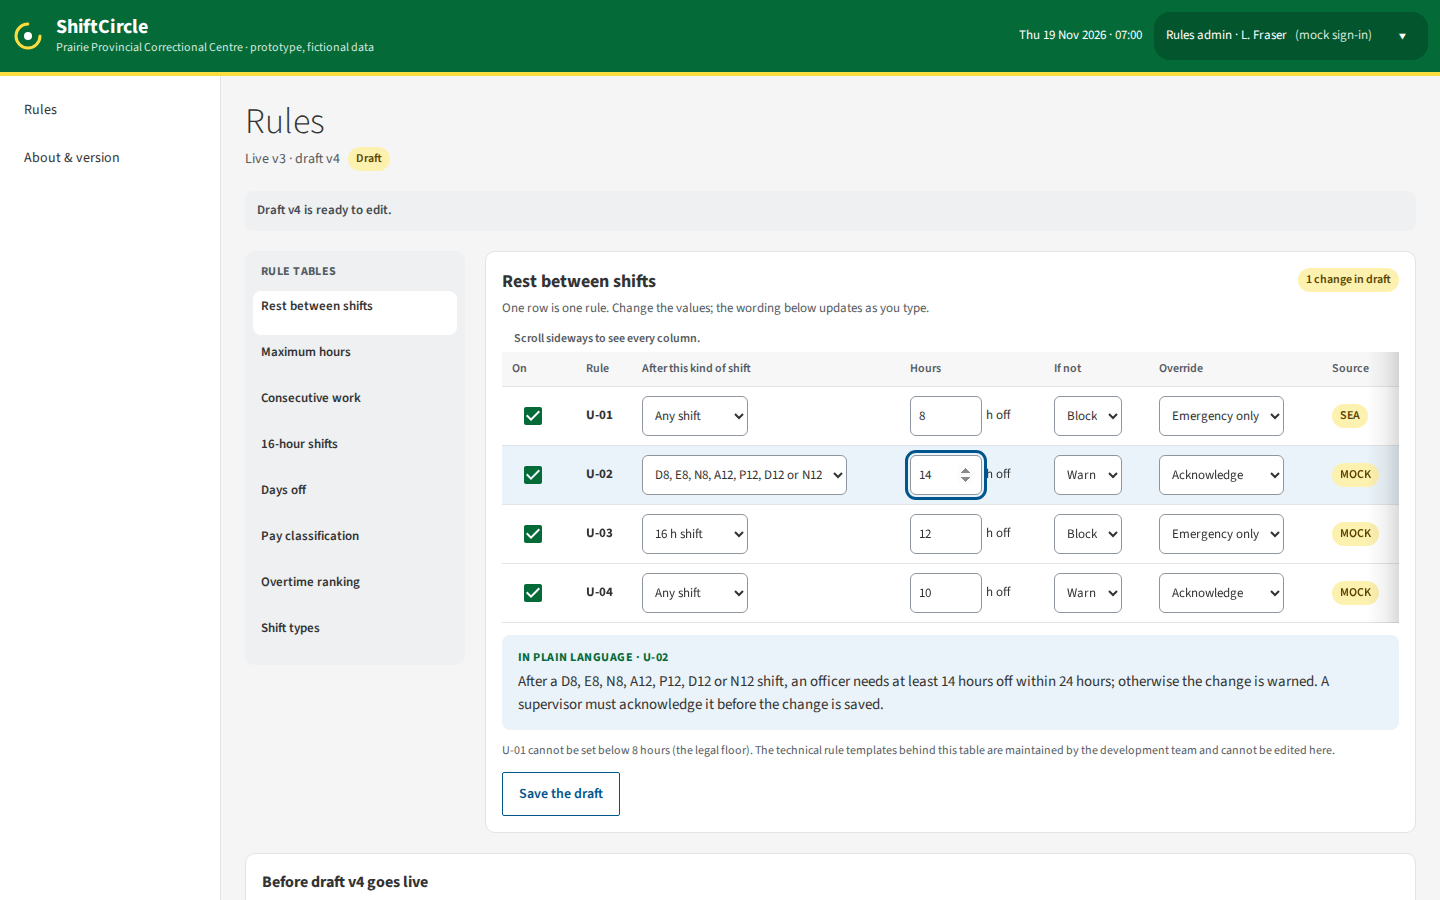 ShiftCircle
Prairie Provincial Correctional Centre · prototype, fictional data
Thu 19 Nov 2026 · 07:00
Rules admin · L. Fraser (mock sign-in)
Rules
About & version
Rules
Live v3 · draft v4 Draft
Draft v4 is ready to edit.
RULE TABLES
Rest between shifts
Maximum hours
Consecutive work
16-hour shifts
Days off
Pay classification
Overtime ranking
Shift types
Rest between shifts
1 change in draft
One row is one rule. Change the values; the wording below updates as you type.
Scroll sideways to see every column.
On Rule After this kind of shift Hours If not Override Source
U-01 Any shift 8 h off Block Emergency only SEA
U-02 D8, E8, N8, A12, P12, D12 or N12 14 h off Warn Acknowledge MOCK
U-03 16 h shift 12 h off Block Emergency only MOCK
U-04 Any shift 10 h off Warn Acknowledge MOCK
IN PLAIN LANGUAGE · U-02
After a D8, E8, N8, A12, P12, D12 or N12 shift, an officer needs at least 14 hours off within 24 hours; otherwise the change is warned. A
supervisor must acknowledge it before the change is saved.
U-01 cannot be set below 8 hours (the legal floor). The technical rule templates behind this table are maintained by the development team and cannot be edited here.
Save the draft
Before draft v4 goes live